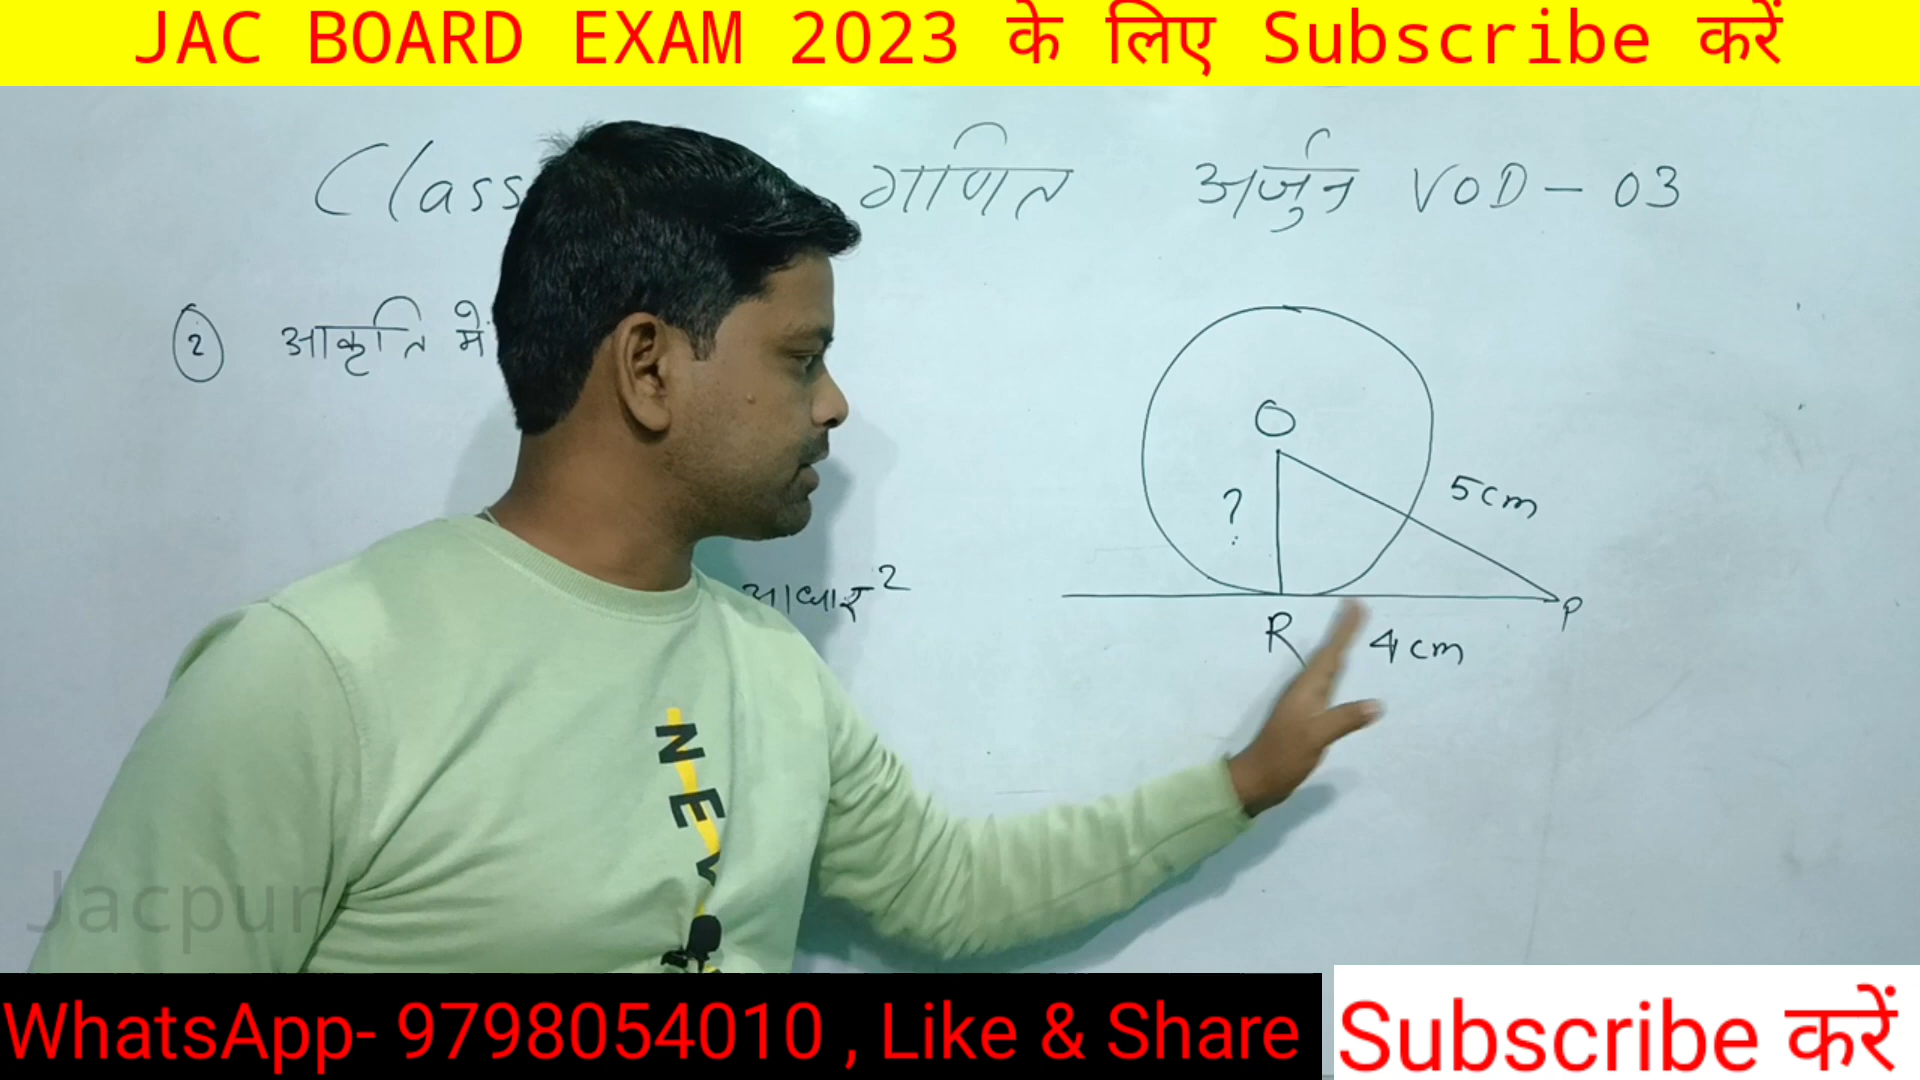 JAC BOARD EXAM 2023 के लिए Subscribe करें
Class गणित अर्जुन VOD - 03
2 आकृति में
O
5cm
?
आधार²
P
R
4cm
NEV
Jacpur
WhatsApp- 9798054010 , Like & Share
Subscribe करें